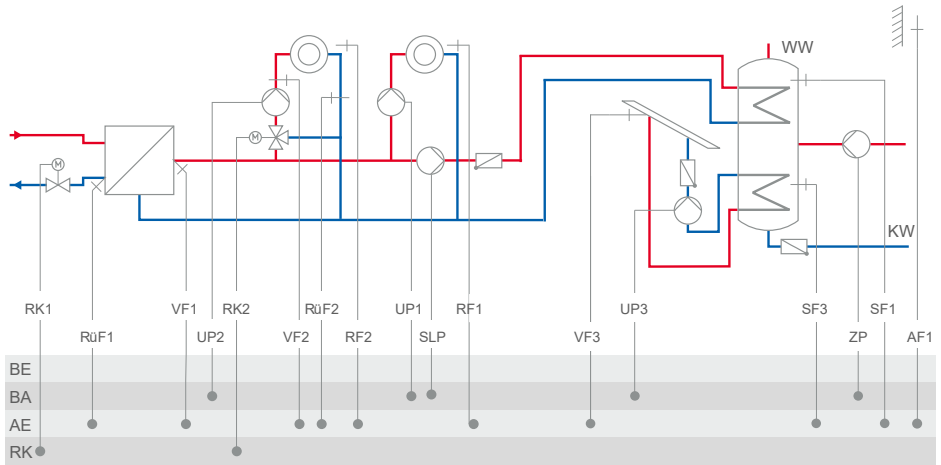 WW
M
M
KW
RK1 VF1 RK2 RüF2 UP1 RF1 UP3 SF3 SF1
RüF1 UP2 VF2 RF2 SLP VF3 ZP AF1
BE
BA
AE
RK